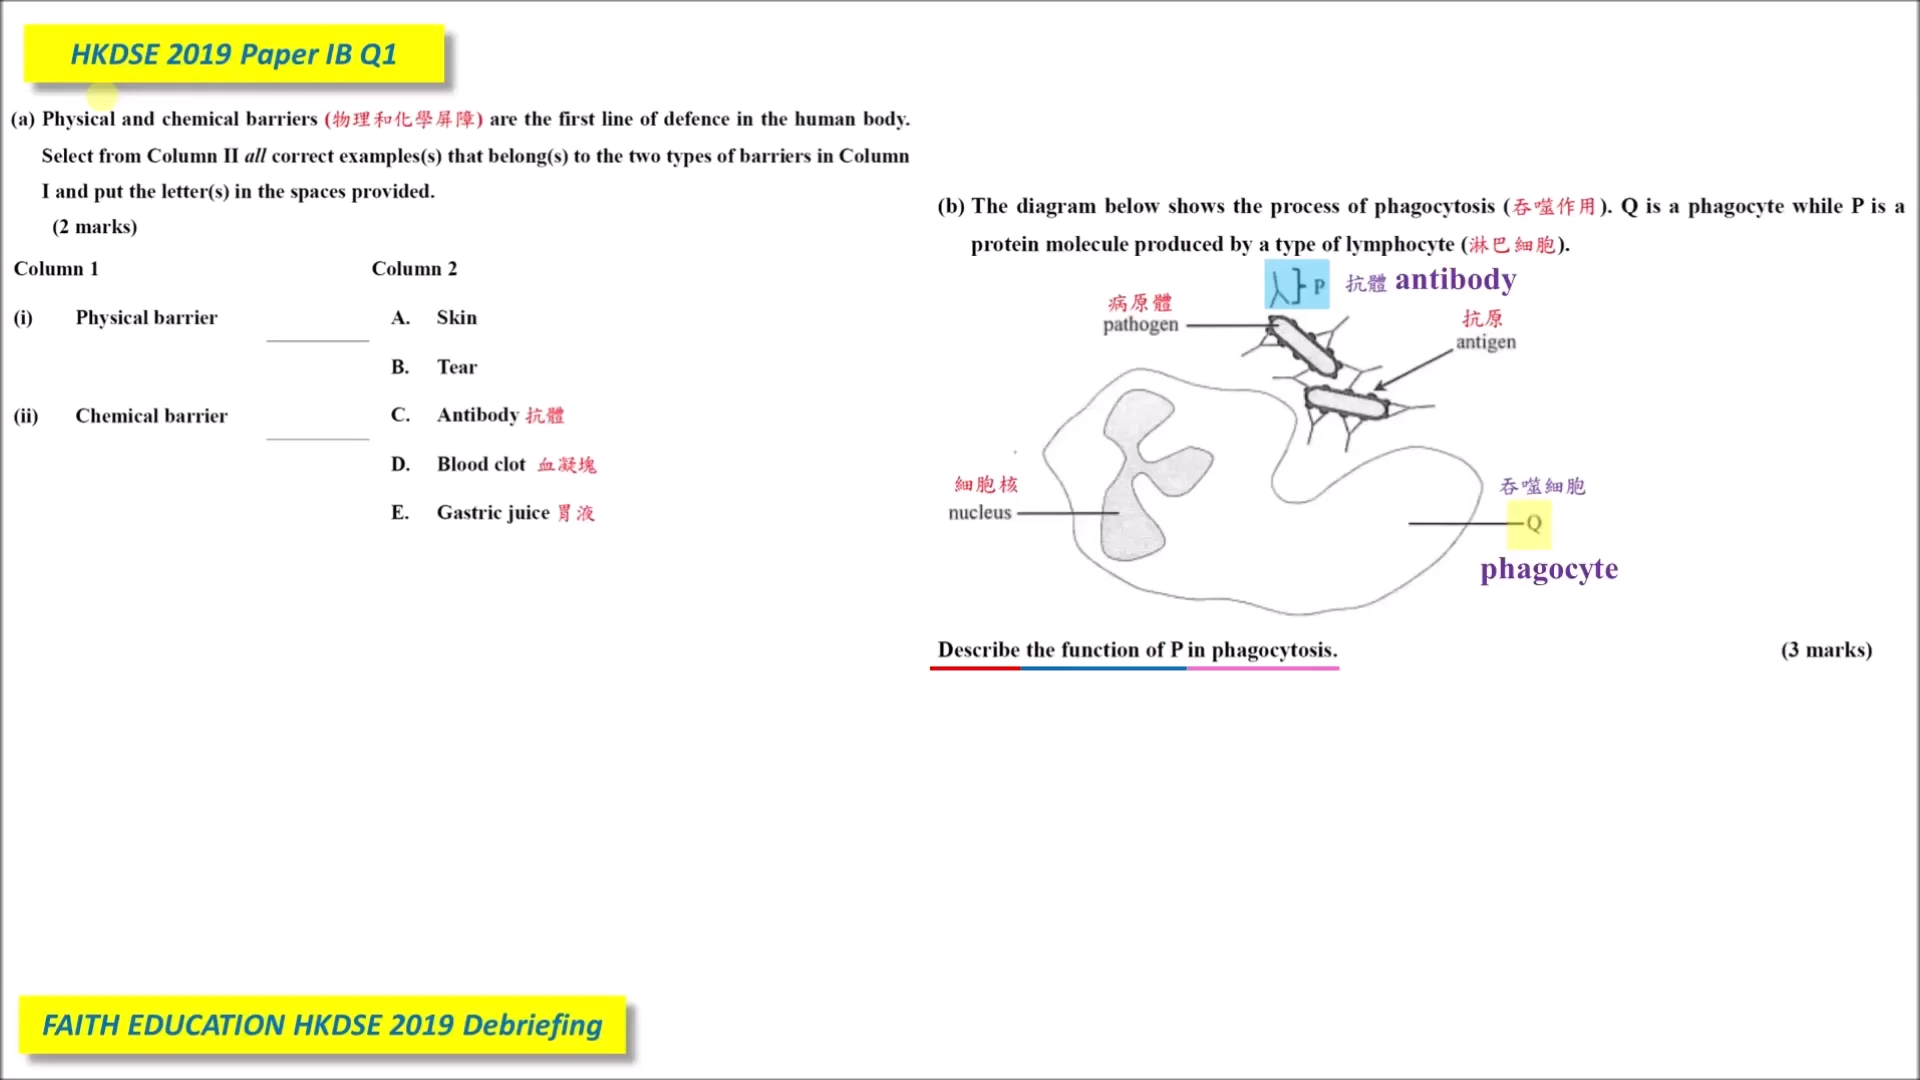 HKDSE 2019 Paper IB Q1
(a) Physical and chemical barriers (物理和化學屏障) are the first line of defence in the human body.
Select from Column II all correct examples(s) that belong(s) to the two types of barriers in Column
I and put the letter(s) in the spaces provided.
(2 marks)
Column 1 Column 2
(i) Physical barrier A. Skin
B. Tear
(ii) Chemical barrier C. Antibody 抗體
D. Blood clot 血凝塊
E. Gastric juice 胃液
(b) The diagram below shows the process of phagocytosis (吞噬作用). Q is a phagocyte while P is a
protein molecule produced by a type of lymphocyte (淋巴細胞).
P 抗體 antibody
病原體
pathogen
抗原
antigen
細胞核
nucleus
吞噬細胞
Q
phagocyte
Describe the function of P in phagocytosis. (3 marks)
FAITH EDUCATION HKDSE 2019 Debriefing